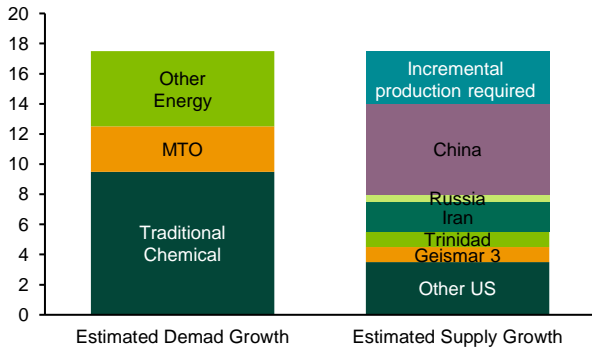 20
18
16
14
12
10
8
6
4
2
0
Other
Energy
MTO
Traditional
Chemical
Incremental
production required
China
Russia
Iran
Trinidad
Geismar 3
Other US
Estimated Demad Growth
Estimated Supply Growth